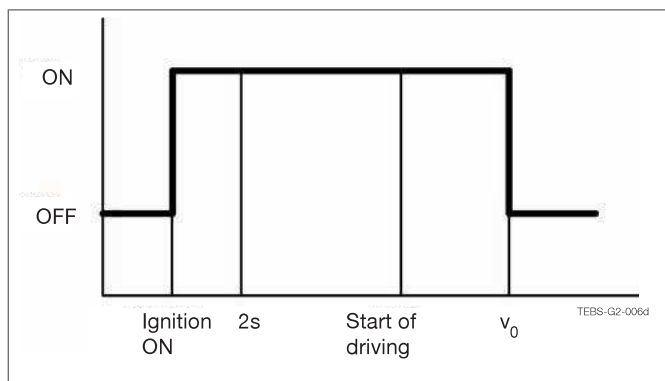 ON
OFF
Ignition
ON
2s
Start of
driving
v₀
TEBS-G2-006d